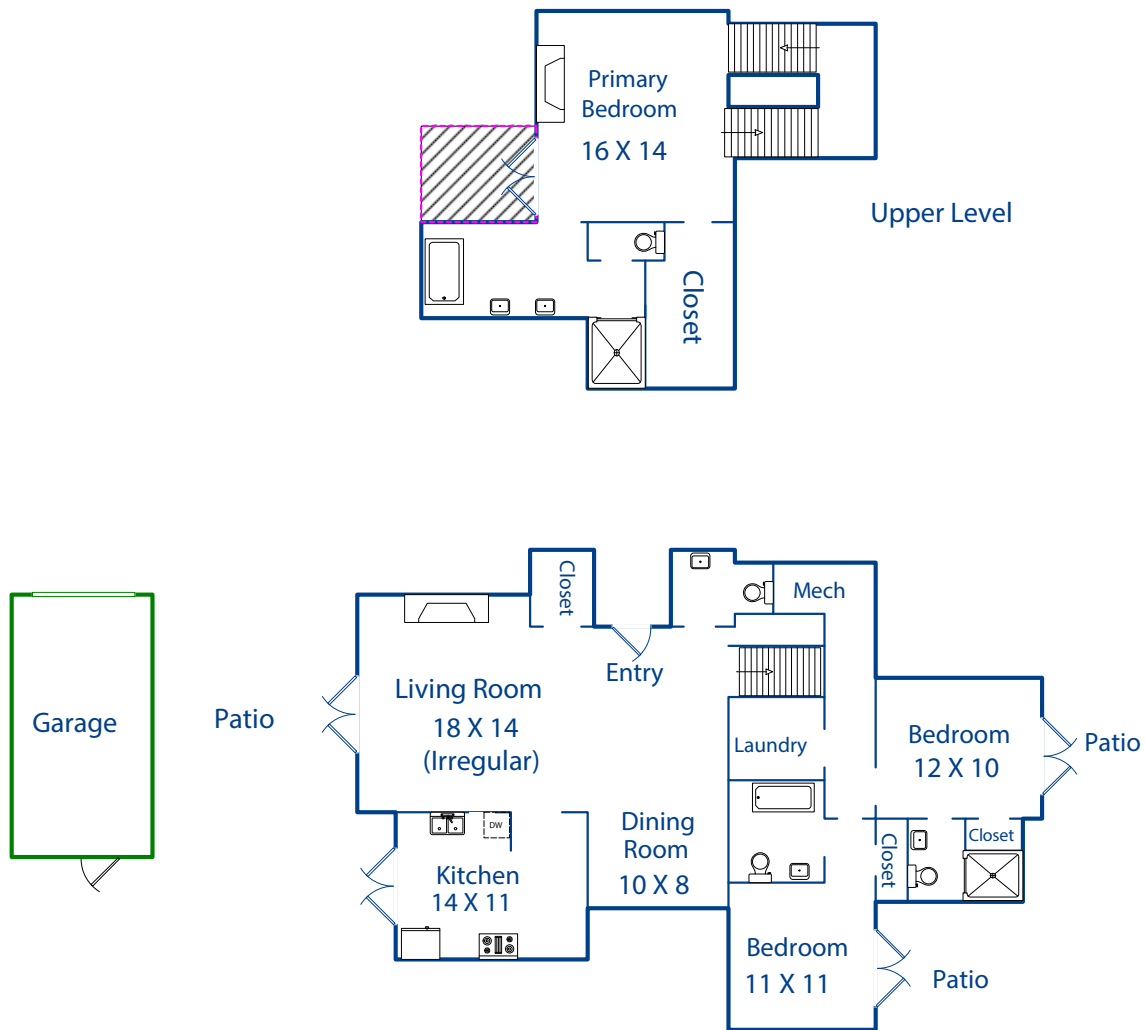 Primary
Bedroom
16 X 14
Upper Level
Closet
Closet
Mech
Entry
Living Room
18 X 14
(Irregular)
Garage
Patio
Laundry
Bedroom
12 X 10
Patio
DW
Dining
Room
10 X 8
Closet
Closet
Kitchen
14 X 11
Bedroom
11 X 11
Patio